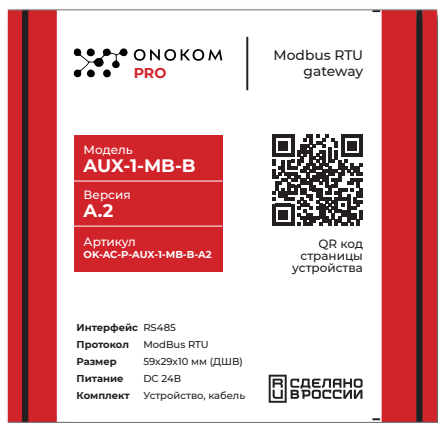 ONOKOM
PRO
Modbus RTU
gateway
Модель
AUX-1-MB-B
Версия
A.2
Артикул
OK-AC-P-AUX-1-MB-B-A2
QR код
страницы
устройства
Интерфейс RS485
Протокол ModBus RTU
Размер 59x29x10 мм (ДШВ)
Питание DC 24В
Комплект Устройство, кабель
RU СДЕЛАНО
В РОССИИ